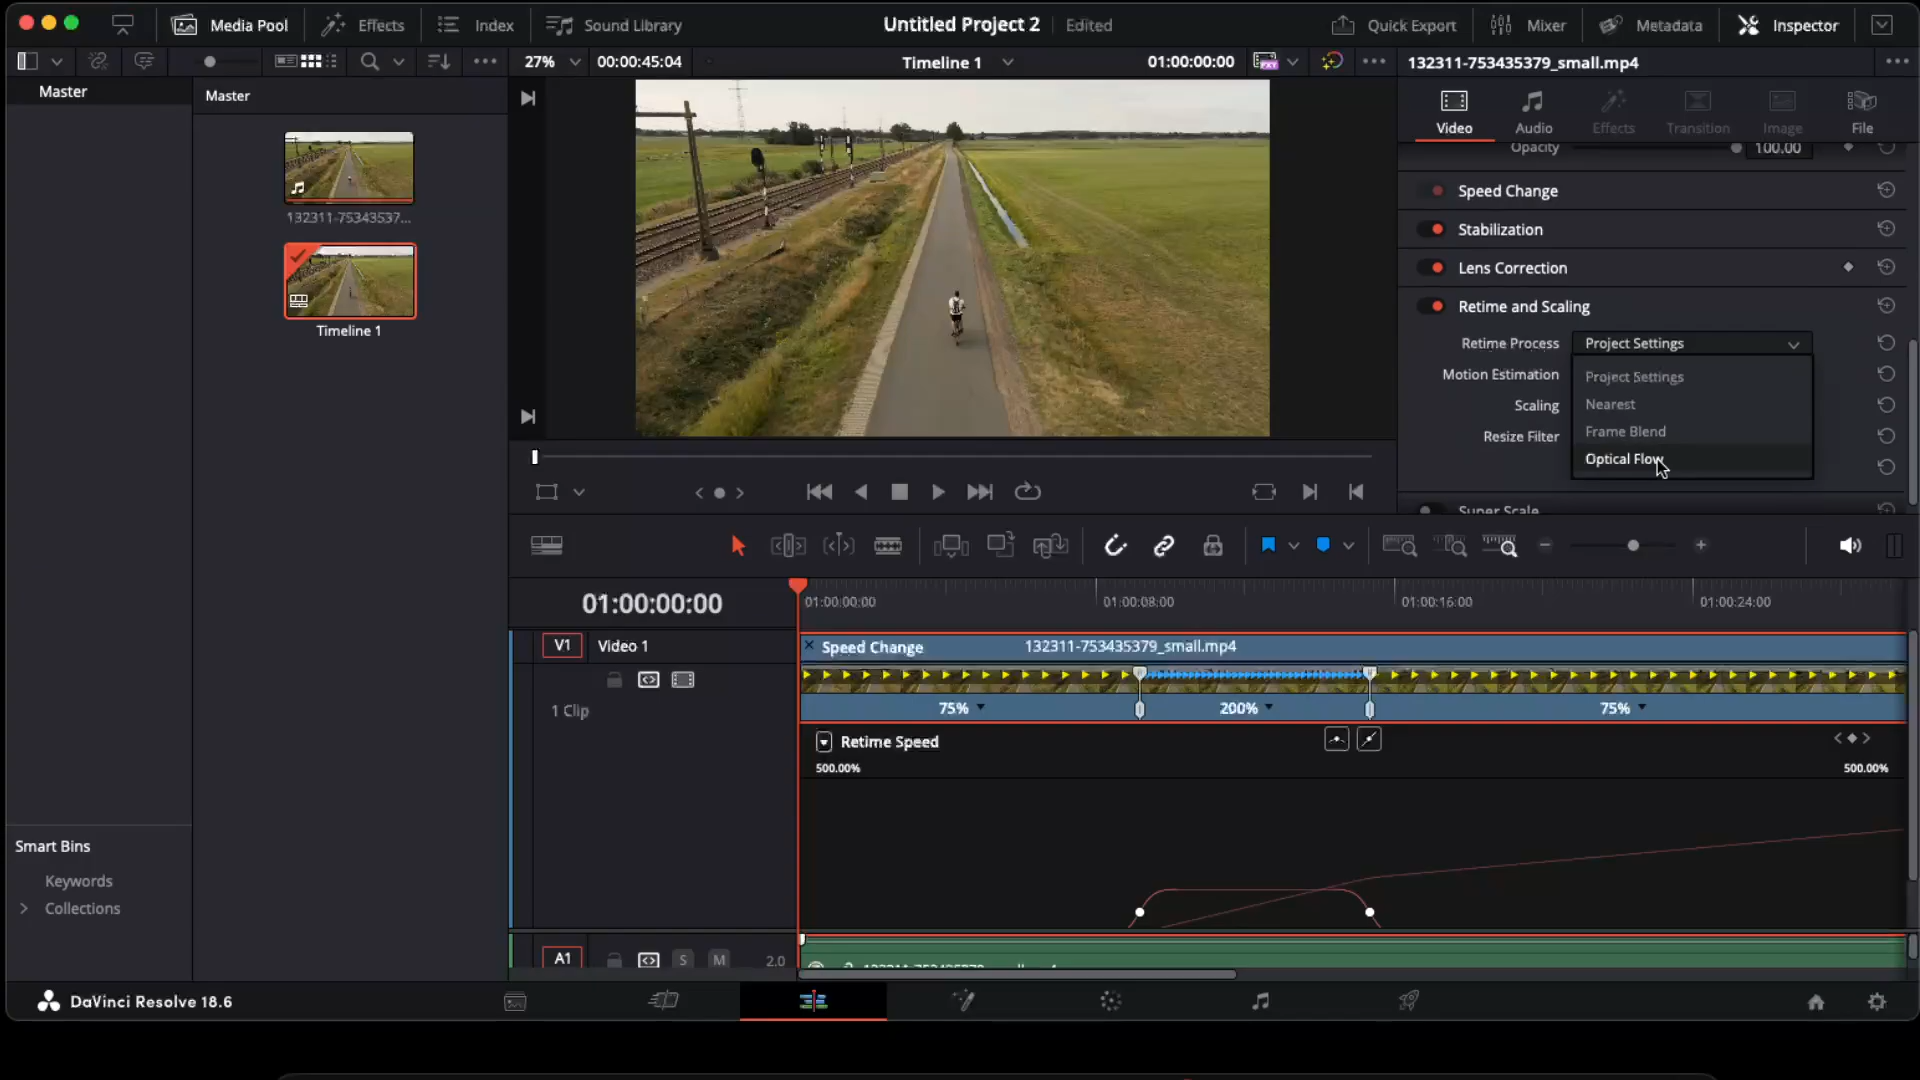 Media Pool
Effects
Index
Sound Library
Untitled Project 2
Edited
Quick Export
Mixer
Metadata
Inspector
27%
00:00:45:04
Timeline 1
01:00:00:00
132311-753435379_small.mp4
Master
Master
132311-75343537...
Timeline 1
Video
Audio
Effects
Transition
Image
File
Opacity
100.00
Speed Change
Stabilization
Lens Correction
Retime and Scaling
Retime Process
Project Settings
Motion Estimation
Project Settings
Scaling
Nearest
Resize Filter
Frame Blend
Optical Flow
Super Scale
01:00:00:00
01:00:00:00
01:00:08:00
01:00:16:00
01:00:24:00
V1
Video 1
Speed Change
132311-753435379_small.mp4
1 Clip
75%
200%
75%
Retime Speed
500.00%
500.00%
A1
S
M
2.0
Smart Bins
Keywords
Collections
DaVinci Resolve 18.6